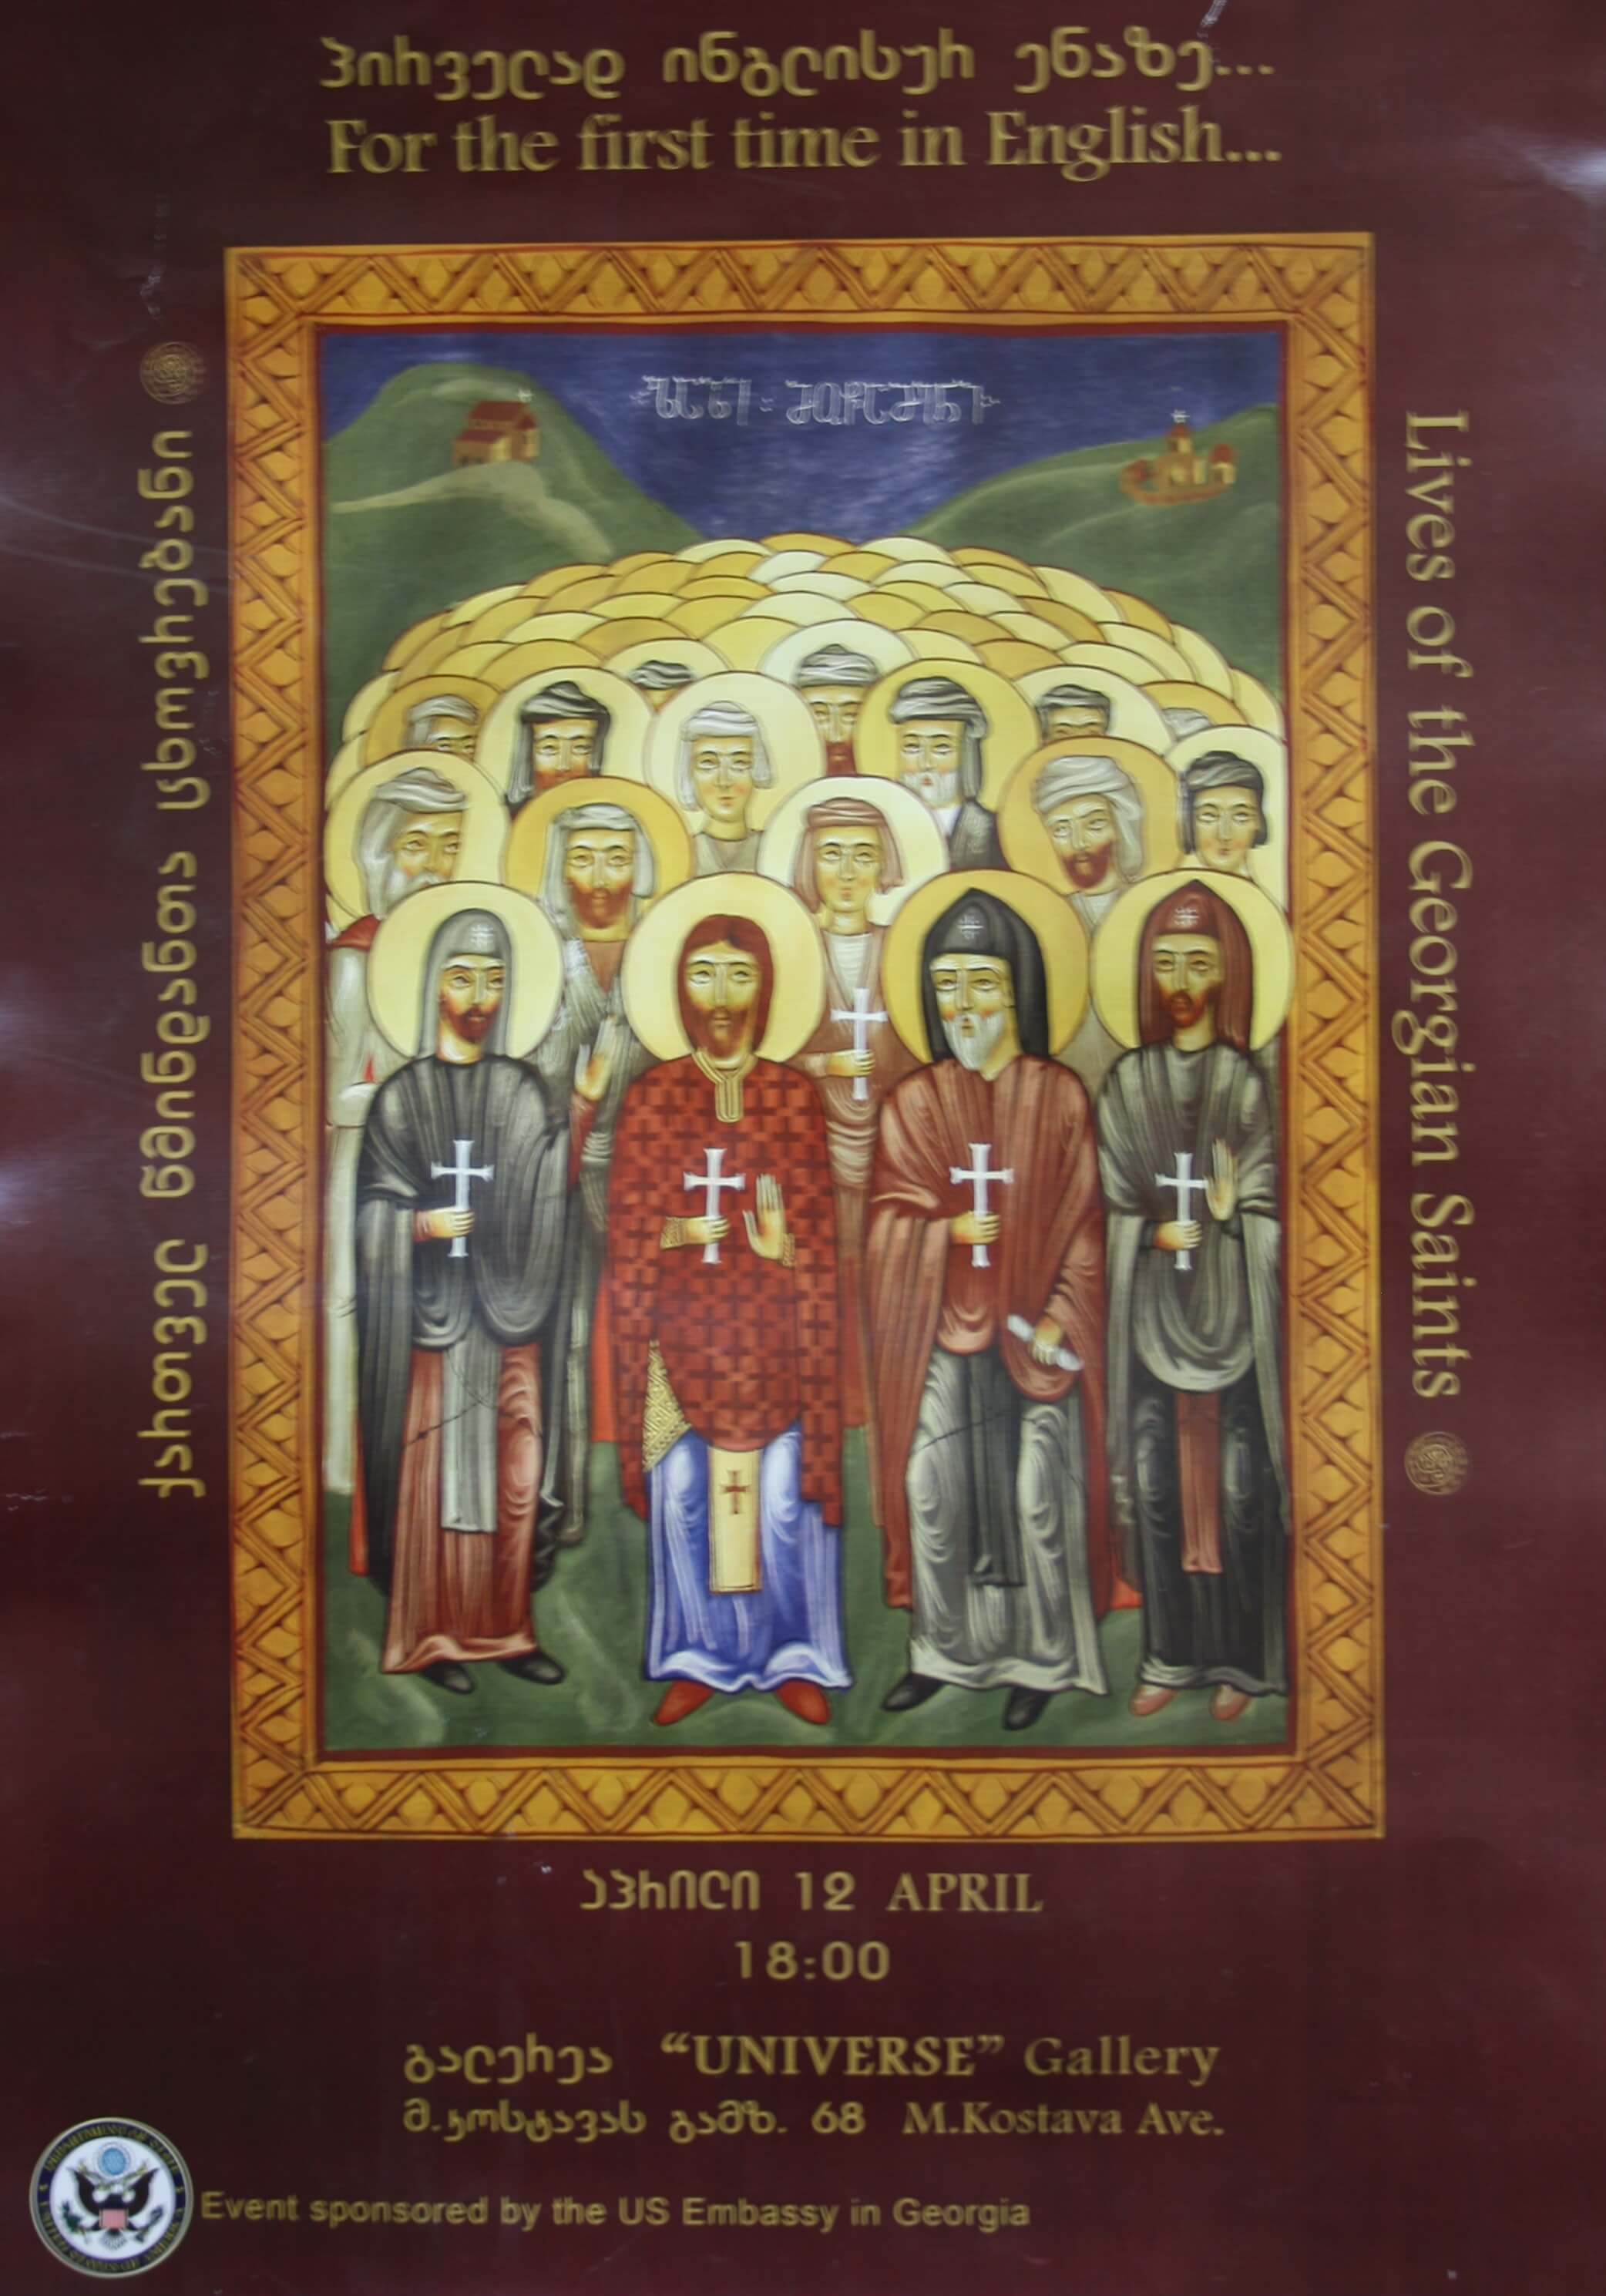 პირველად ინგლისურ ენაზე...
For the first time in English...
ქართველ წმინდანთა ცხოვრებანი
Lives of the Georgian Saints
აპრილი 12 APRIL
18:00
გალერეა “UNIVERSE” Gallery
მ.კოსტავას გამზ. 68 M.Kostava Ave.
Event sponsored by the US Embassy in Georgia